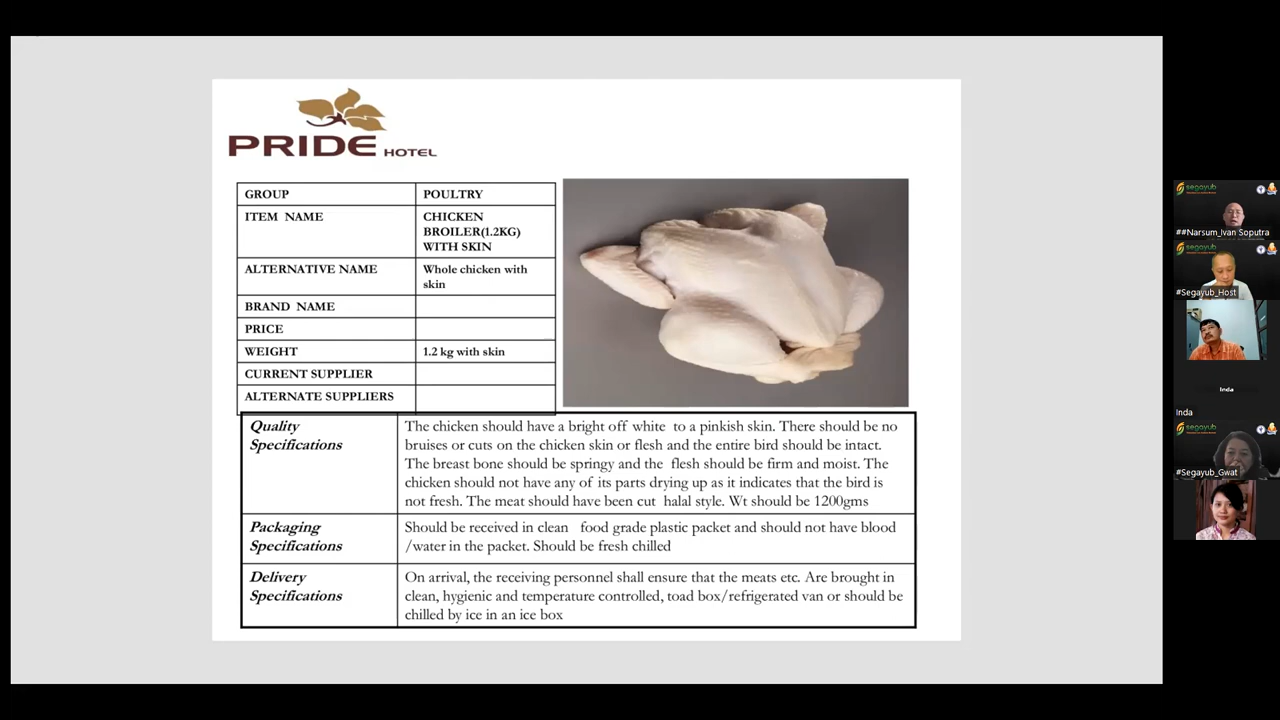 PRIDE HOTEL
GROUP POULTRY
ITEM NAME CHICKEN
BROILER(1.2KG)
WITH SKIN
ALTERNATIVE NAME Whole chicken with
skin
BRAND NAME
PRICE
WEIGHT 1.2 kg with skin
CURRENT SUPPLIER
ALTERNATE SUPPLIERS
Quality
Specifications
The chicken should have a bright off white to a pinkish skin. There should be no
bruises or cuts on the chicken skin or flesh and the entire bird should be intact.
The breast bone should be springy and the flesh should be firm and moist. The
chicken should not have any of its parts drying up as it indicates that the bird is
not fresh. The meat should have been cut halal style. Wt should be 1200gms
Packaging
Specifications
Should be received in clean food grade plastic packet and should not have blood
/water in the packet. Should be fresh chilled
Delivery
Specifications
On arrival, the receiving personnel shall ensure that the meats etc. Are brought in
clean, hygienic and temperature controlled, toad box/refrigerated van or should be
chilled by ice in an ice box
segayub
##Narsum_Ivan Soputra
segayub
#Segayub_Host
Inda
Inda
segayub
#Segayub_Gwat